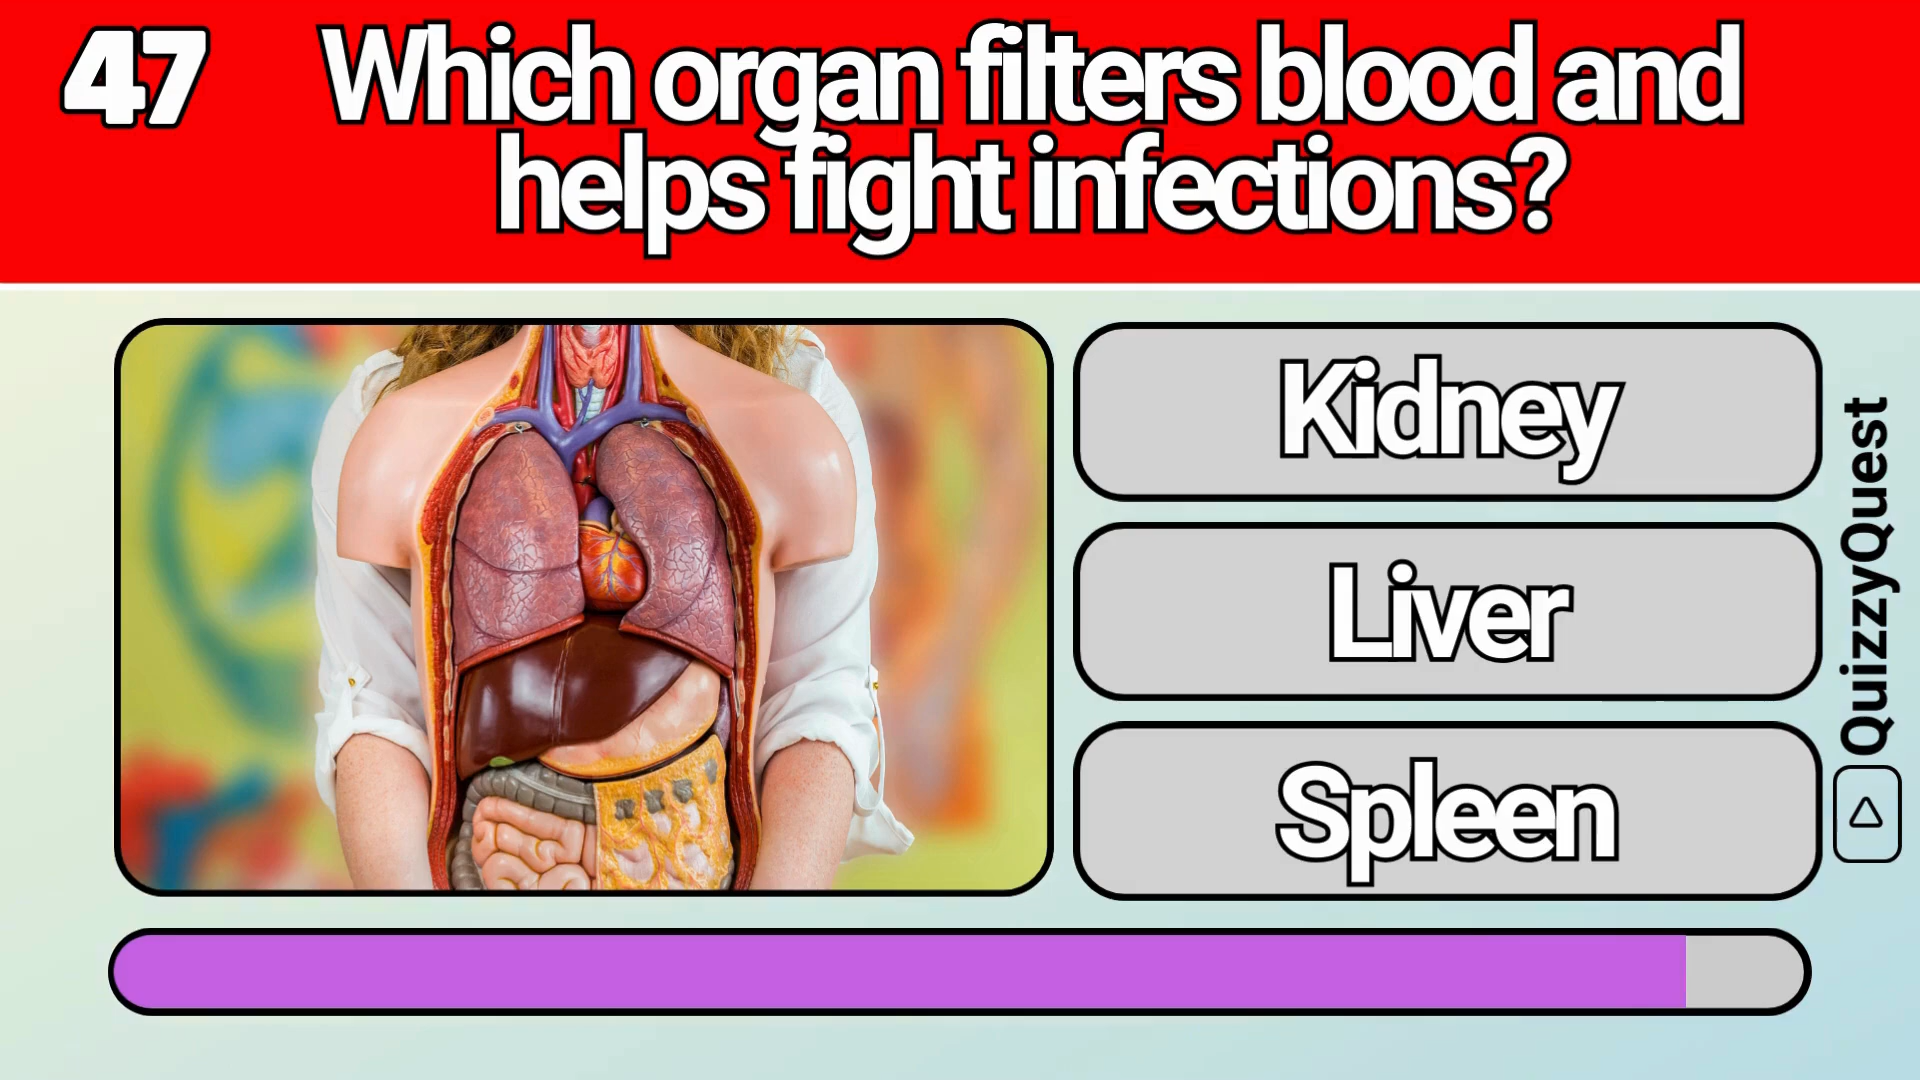 47
Which organ filters blood and
helps fight infections?
Kidney
Liver
Spleen
QuizzyQuest